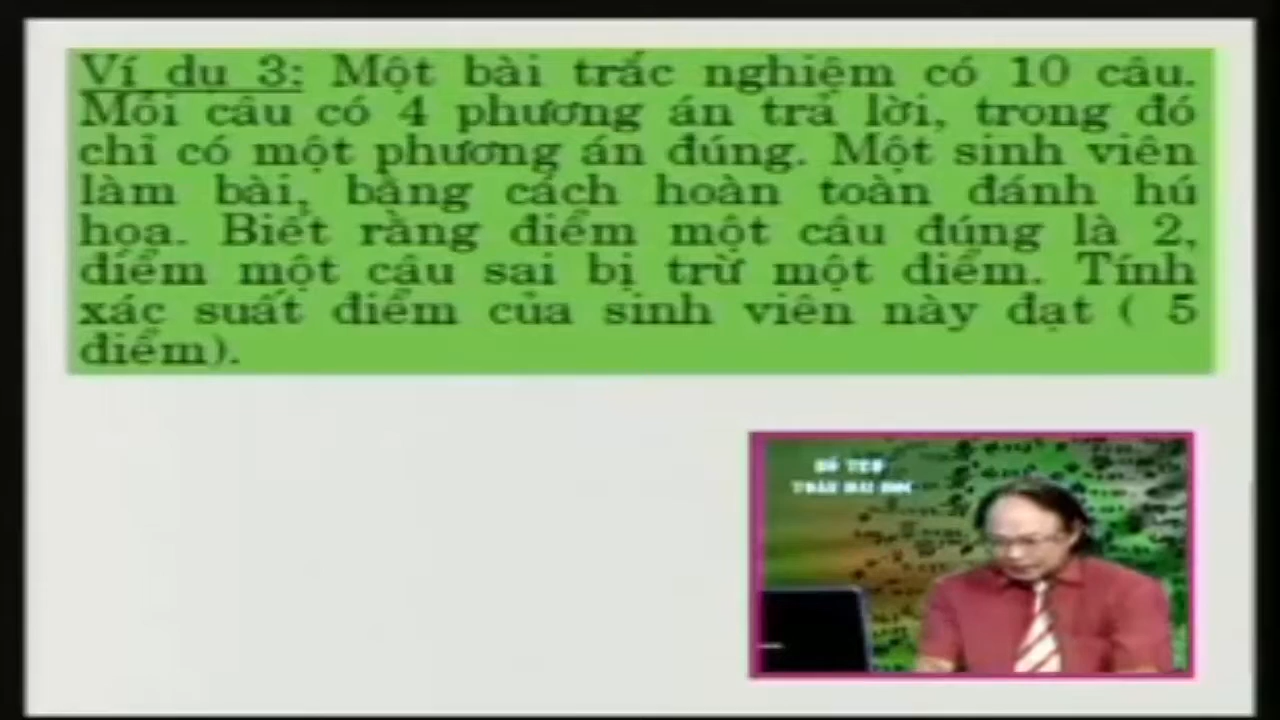 Ví dụ 3: Một bài trắc nghiệm có 10 câu.
Mỗi câu có 4 phương án trả lời, trong đó
chỉ có một phương án đúng. Một sinh viên
làm bài, bằng cách hoàn toàn đánh hú
họa. Biết rằng điểm một câu đúng là 2,
điểm một câu sai bị trừ một điểm. Tính
xác suất điểm của sinh viên này đạt ( 5
điểm).